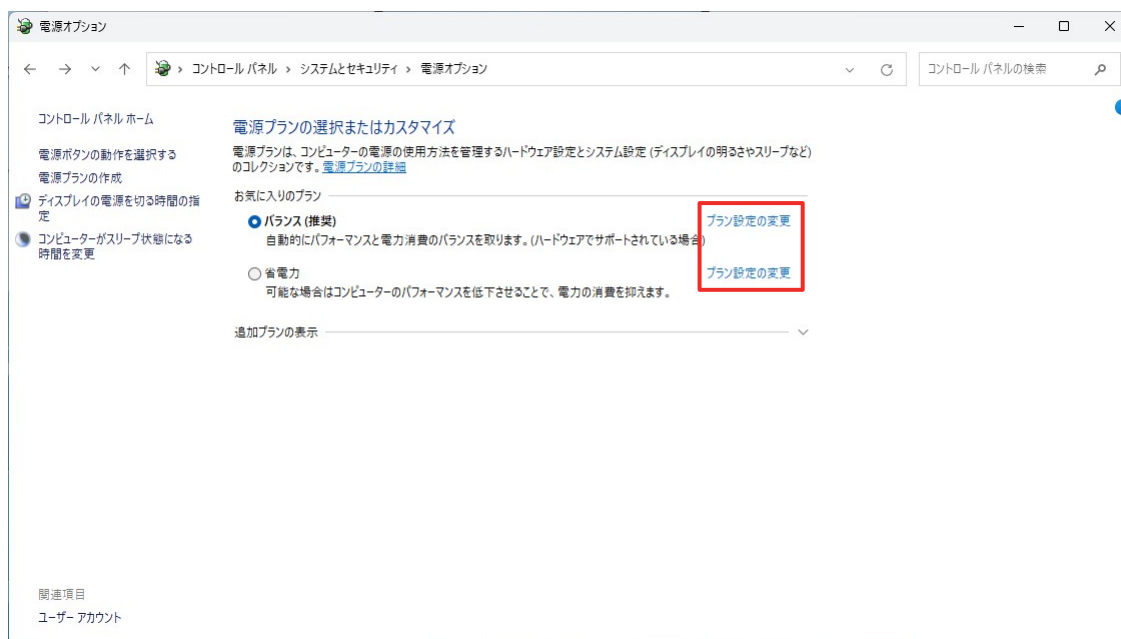 電源オプション
コントロール パネル › システムとセキュリティ › 電源オプション
コントロール パネルの検索
コントロール パネル ホーム
電源ボタンの動作を選択する
電源プランの作成
ディスプレイの電源を切る時間の指
定
コンピューターがスリープ状態になる
時間を変更
電源プランの選択またはカスタマイズ
電源プランは、コンピューターの電源の使用方法を管理するハードウェア設定とシステム設定 (ディスプレイの明るさやスリープなど)
のコレクションです。電源プランの詳細
お気に入りのプラン
バランス (推奨) プラン設定の変更
自動的にパフォーマンスと電力消費のバランスを取ります。(ハードウェアでサポートされている場合)
省電力 プラン設定の変更
可能な場合はコンピューターのパフォーマンスを低下させることで、電力の消費を抑えます。
追加プランの表示
関連項目
ユーザー アカウント